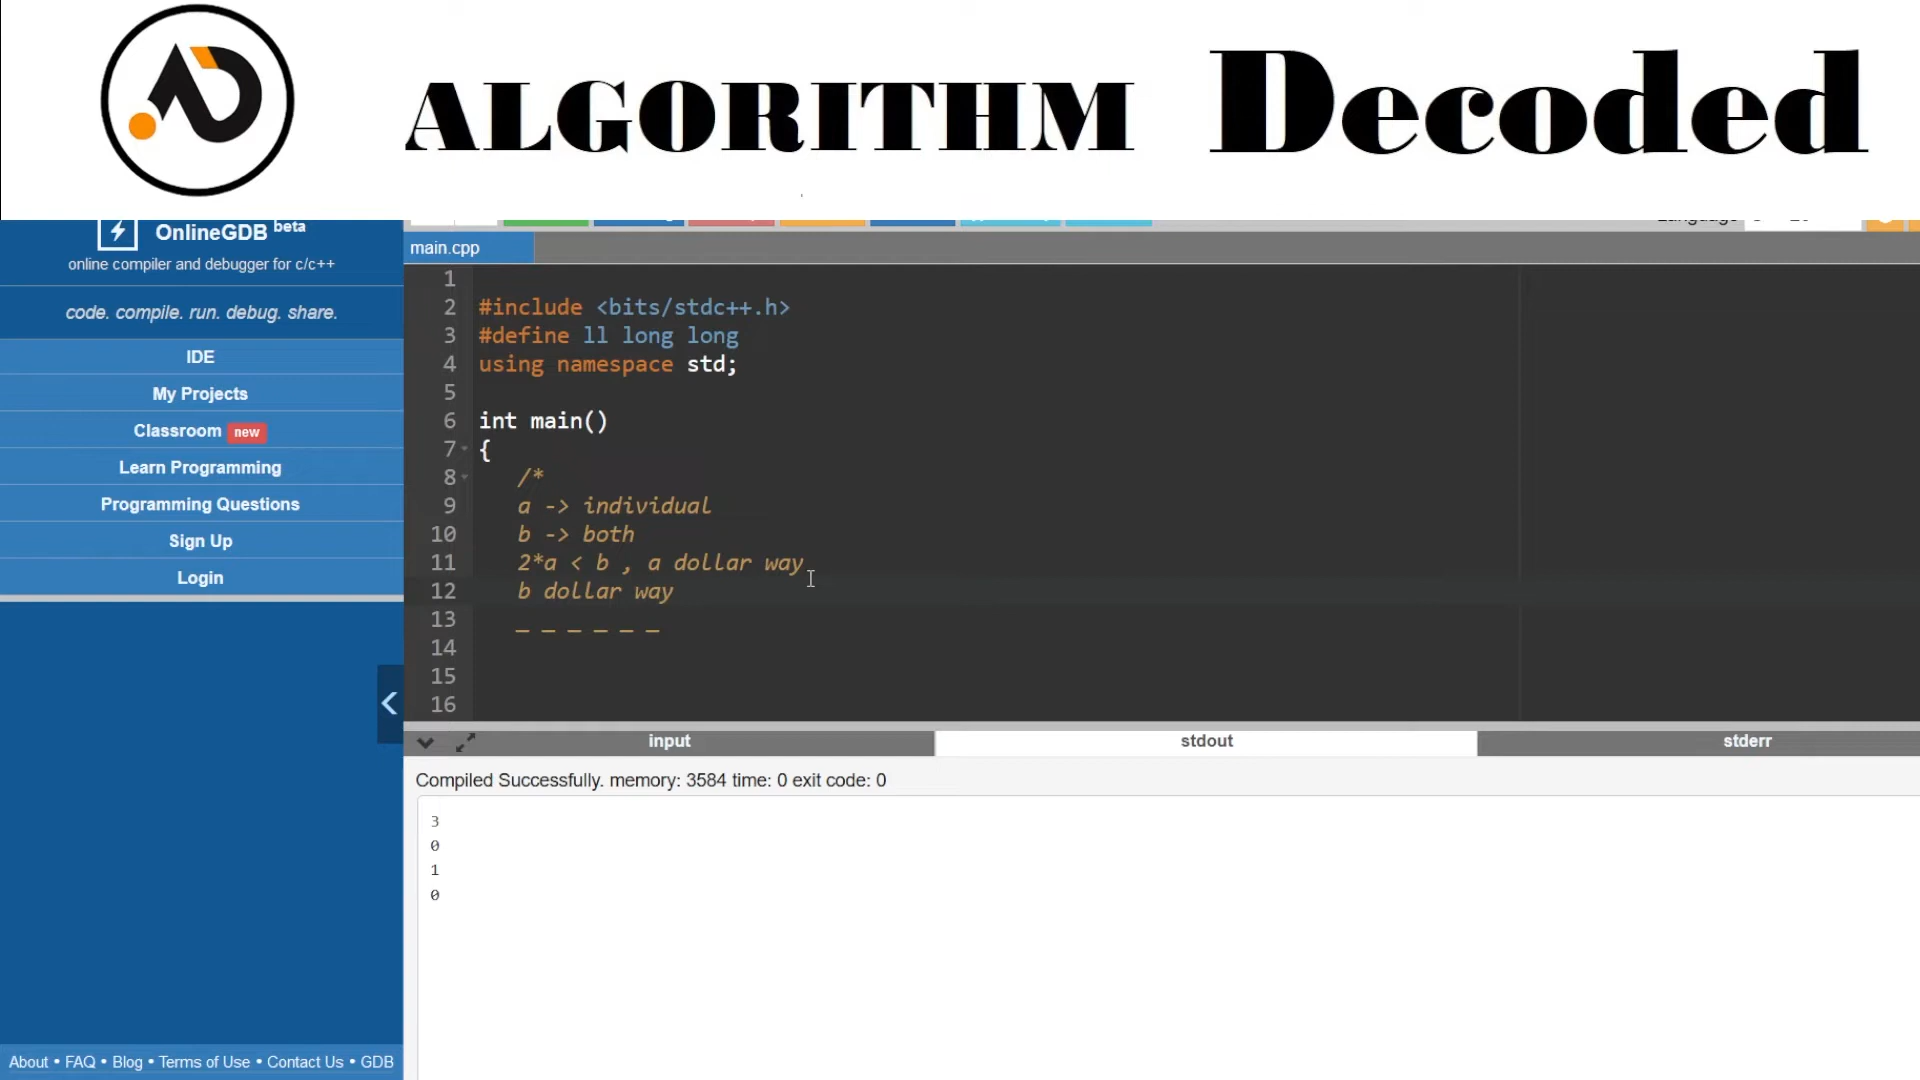 ALGORITHM Decoded
OnlineGDB beta
online compiler and debugger for c/c++
code. compile. run. debug. share.
IDE
My Projects
Classroom new
Learn Programming
Programming Questions
Sign Up
Login
About • FAQ • Blog • Terms of Use • Contact Us • GDB
main.cpp
1
2 #include <bits/stdc++.h>
3 #define ll long long
4 using namespace std;
5
6 int main()
7 {
8 /*
9 a -> individual
10 b -> both
11 2*a < b , a dollar way
12 b dollar way
13 _ _ _ _ _ _
14
15
16
input stdout stderr
Compiled Successfully. memory: 3584 time: 0 exit code: 0
3
0
1
0